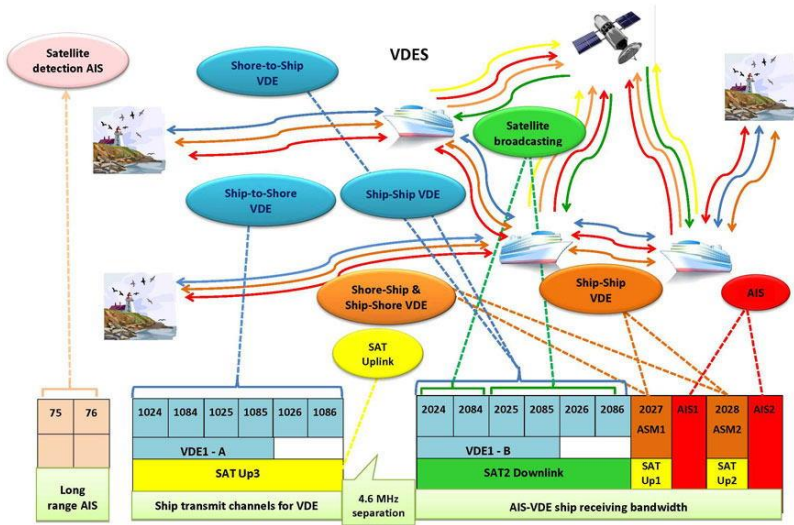 VDES
Satellite
detection AIS
Shore-to-Ship
VDE
Satellite
broadcasting
Ship-to-Shore
VDE
Ship-Ship VDE
Shore-Ship &
Ship-Shore VDE
Ship-Ship
VDE
AIS
SAT
Uplink
75 76
1024 1084 1025 1085 1026 1086
2024 2084 2025 2085 2026 2086 2027 AIS1 2028 AIS2
ASM1 ASM2
VDE1 - A
VDE1 - B
SAT Up3
SAT2 Downlink
SAT
Up1
SAT
Up2
Long
range AIS
Ship transmit channels for VDE
4.6 MHz
separation
AIS-VDE ship receiving bandwidth